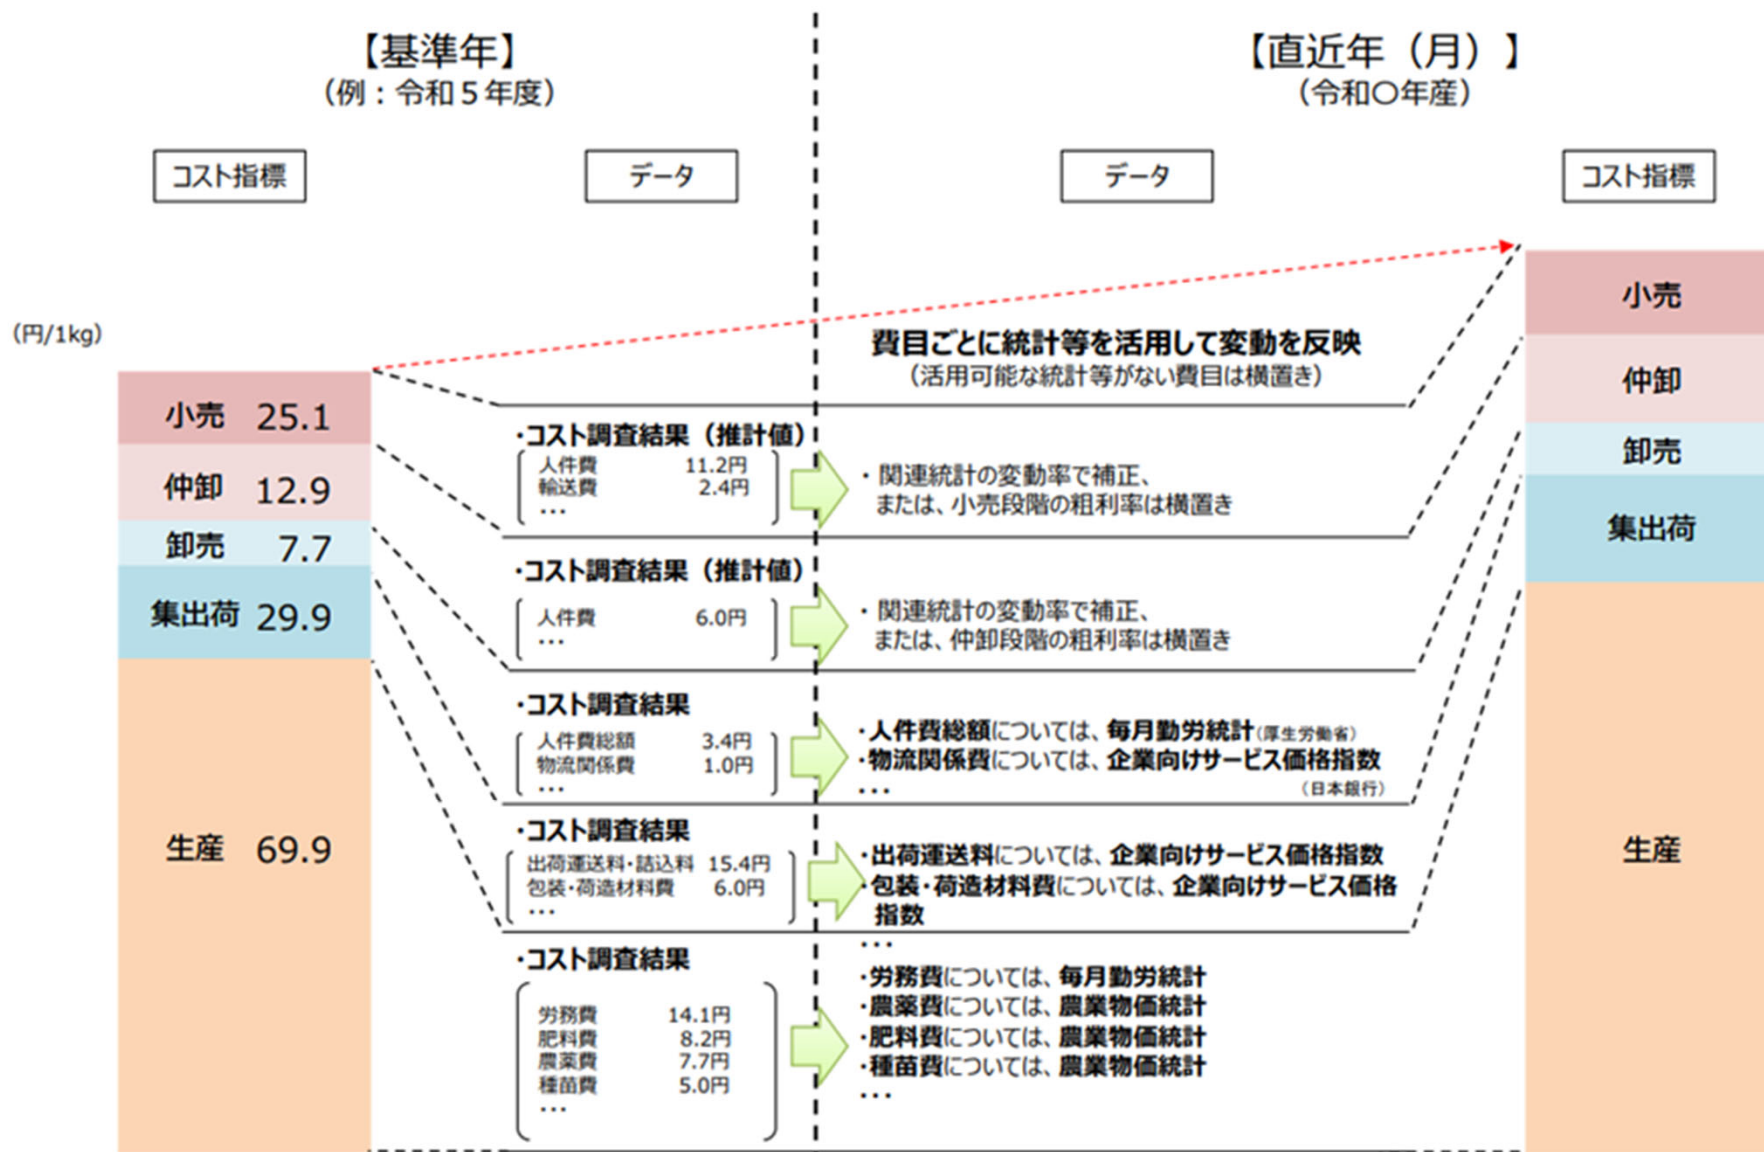 【基準年】
（例：令和５年度）
【直近年（月）】
（令和〇年産）
コスト指標
データ
データ
コスト指標
（円/1kg）
小売 25.1
仲卸 12.9
卸売 7.7
集出荷 29.9
生産 69.9
費目ごとに統計等を活用して変動を反映
（活用可能な統計等がない費目は横置き）
・コスト調査結果（推計値）
人件費 11.2円
輸送費 2.4円
・・・
・関連統計の変動率で補正、
または、小売段階の粗利率は横置き
・コスト調査結果（推計値）
人件費 6.0円
・・・
・関連統計の変動率で補正、
または、仲卸段階の粗利率は横置き
・コスト調査結果
人件費総額 3.4円
物流関係費 1.0円
・・・
・人件費総額については、毎月勤労統計（厚生労働省）
・物流関係費については、企業向けサービス価格指数
・・・ （日本銀行）
・コスト調査結果
出荷運送料・詰込料 15.4円
包装・荷造材料費 6.0円
・・・
・出荷運送料については、企業向けサービス価格指数
・包装・荷造材料費については、企業向けサービス価格
指数
・・・
・コスト調査結果
労務費 14.1円
肥料費 8.2円
農薬費 7.7円
種苗費 5.0円
・・・
・労務費については、毎月勤労統計
・農薬費については、農業物価統計
・肥料費については、農業物価統計
・種苗費については、農業物価統計
・・・
小売
仲卸
卸売
集出荷
生産